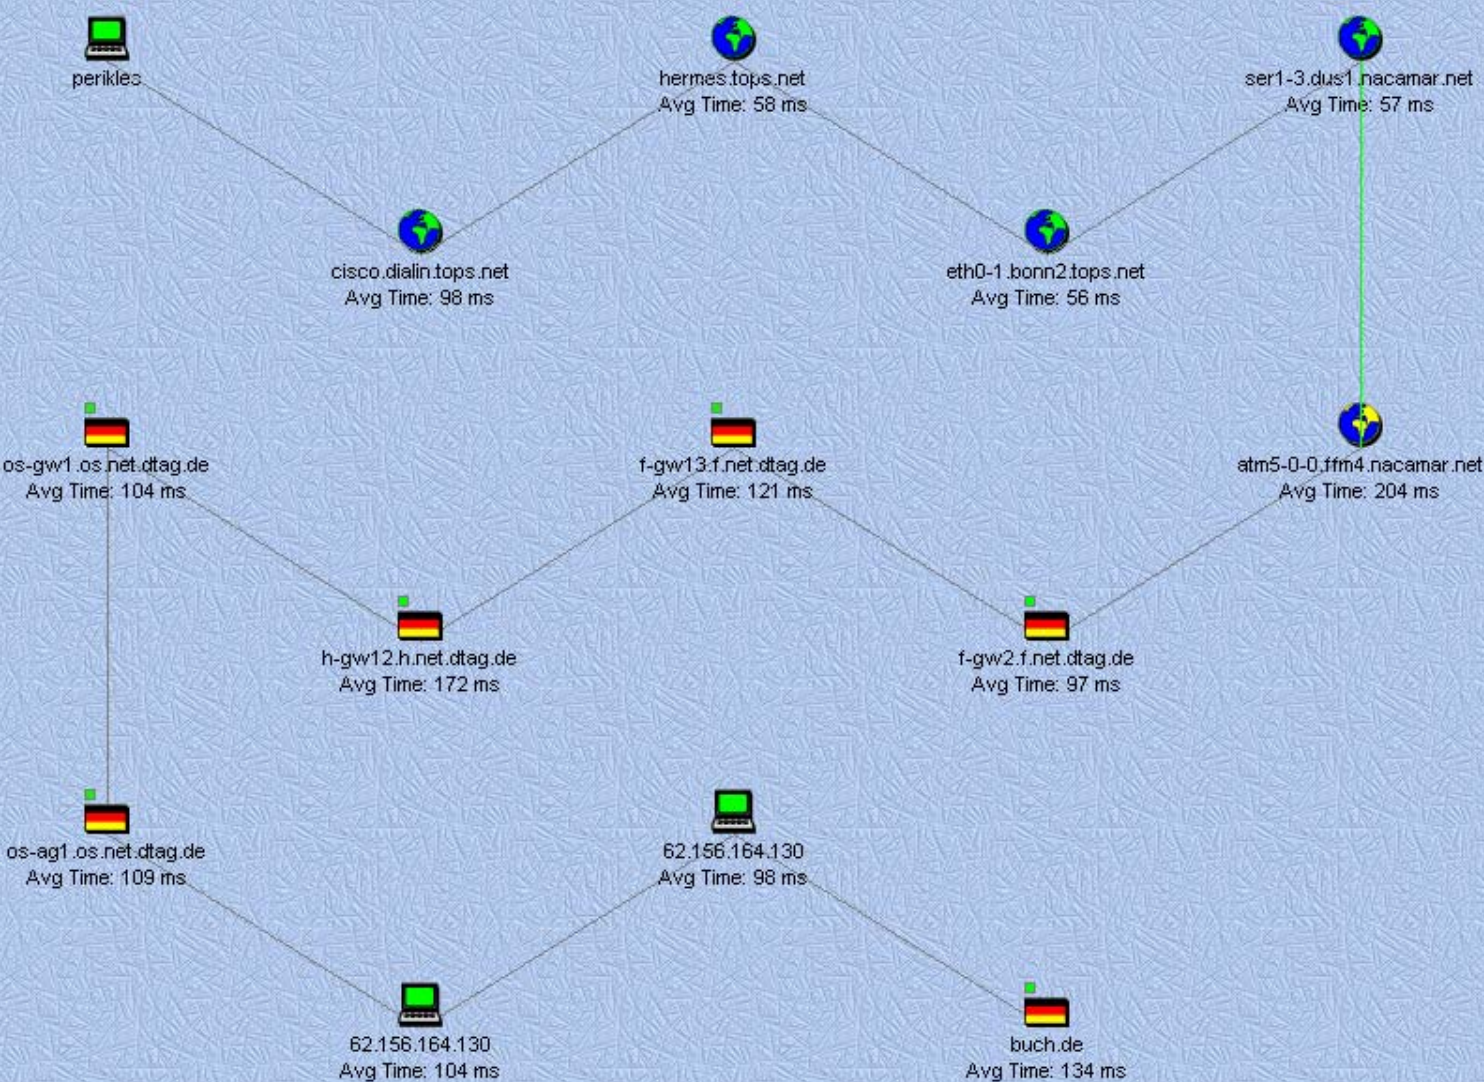 perikles
hermes.tops.net
Avg Time: 58 ms
ser1-3.dus1.nacamar.net
Avg Time: 57 ms
cisco.dialin.tops.net
Avg Time: 98 ms
eth0-1.bonn2.tops.net
Avg Time: 56 ms
os-gw1.os.net.dtag.de
Avg Time: 104 ms
f-gw13.f.net.dtag.de
Avg Time: 121 ms
atm5-0-0.ffm4.nacamar.net
Avg Time: 204 ms
h-gw12.h.net.dtag.de
Avg Time: 172 ms
f-gw2.f.net.dtag.de
Avg Time: 97 ms
os-ag1.os.net.dtag.de
Avg Time: 109 ms
62.156.164.130
Avg Time: 98 ms
62.156.164.130
Avg Time: 104 ms
buch.de
Avg Time: 134 ms